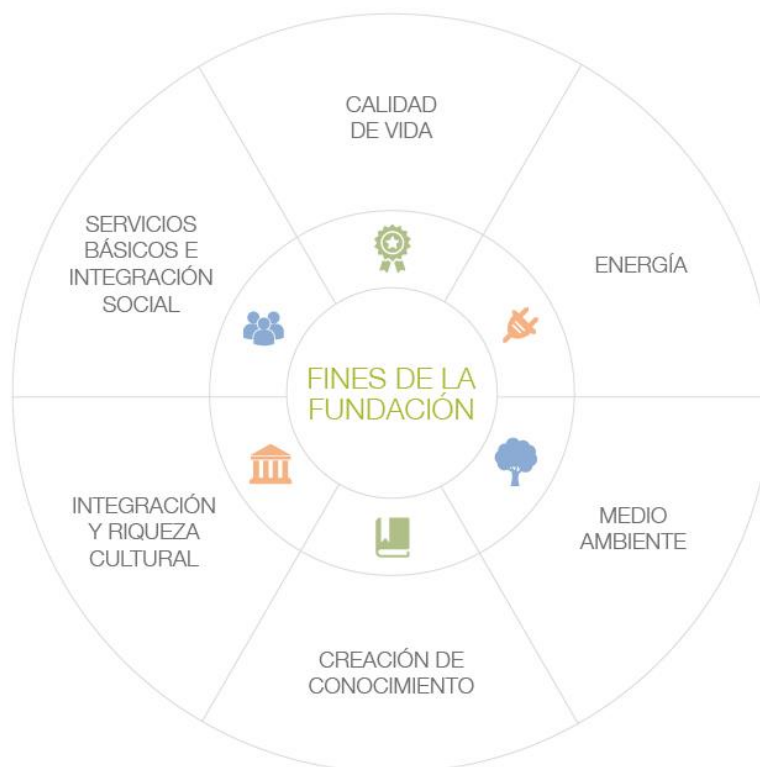 CALIDAD
DE VIDA
ENERGÍA
MEDIO
AMBIENTE
CREACIÓN DE
CONOCIMIENTO
INTEGRACIÓN
Y RIQUEZA
CULTURAL
SERVICIOS
BÁSICOS E
INTEGRACIÓN
SOCIAL
FINES DE LA
FUNDACIÓN